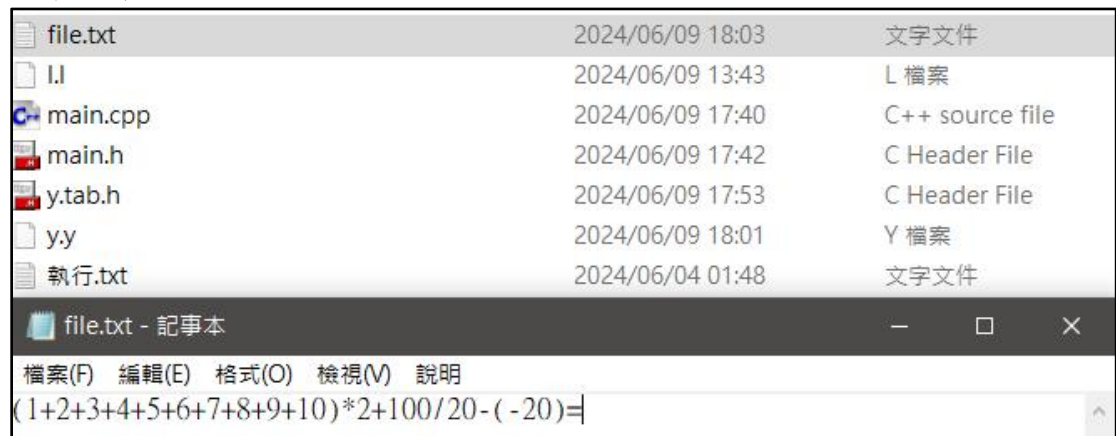 file.txt 2024/06/09 18:03 文字文件
l.l 2024/06/09 13:43 L 檔案
main.cpp 2024/06/09 17:40 C++ source file
main.h 2024/06/09 17:42 C Header File
y.tab.h 2024/06/09 17:53 C Header File
y.y 2024/06/09 18:01 Y 檔案
執行.txt 2024/06/04 01:48 文字文件
file.txt - 記事本
檔案(F) 編輯(E) 格式(O) 檢視(V) 說明
(1+2+3+4+5+6+7+8+9+10)*2+100/20-(-20)=